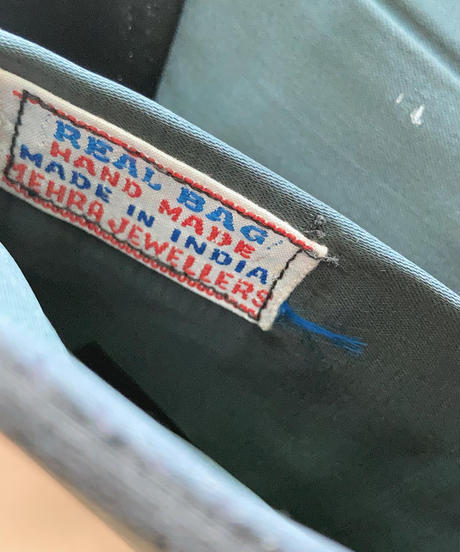 REAL BAG
HAND MADE
MADE IN INDIA
MEHRA JEWELLERS